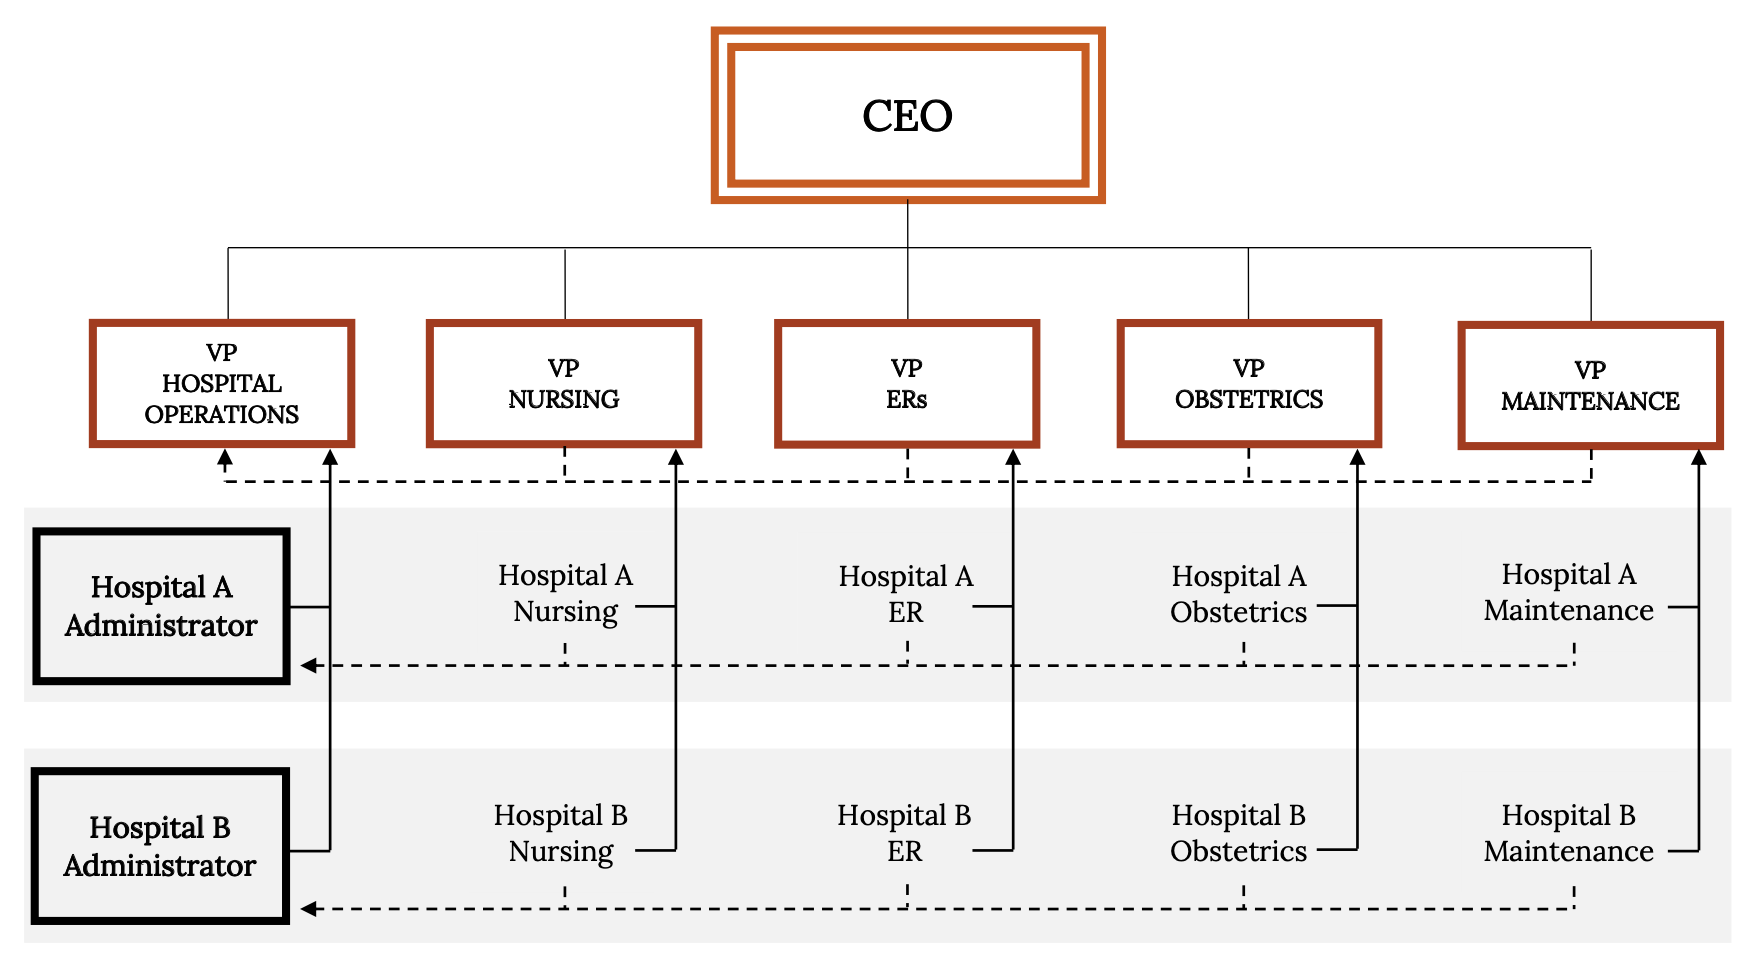 CEO
VP
HOSPITAL
OPERATIONS
VP
NURSING
VP
ERs
VP
OBSTETRICS
VP
MAINTENANCE
Hospital A
Administrator
Hospital A
Nursing
Hospital A
ER
Hospital A
Obstetrics
Hospital A
Maintenance
Hospital B
Administrator
Hospital B
Nursing
Hospital B
ER
Hospital B
Obstetrics
Hospital B
Maintenance